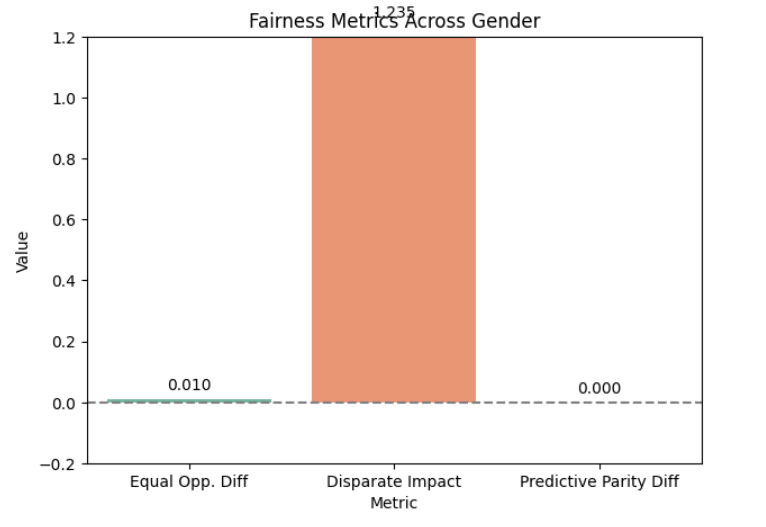 1.235
Fairness Metrics Across Gender
1.2
1.0
0.8
0.6
0.4
0.2
0.0
−0.2
Value
0.010
0.000
Equal Opp. Diff
Disparate Impact
Predictive Parity Diff
Metric